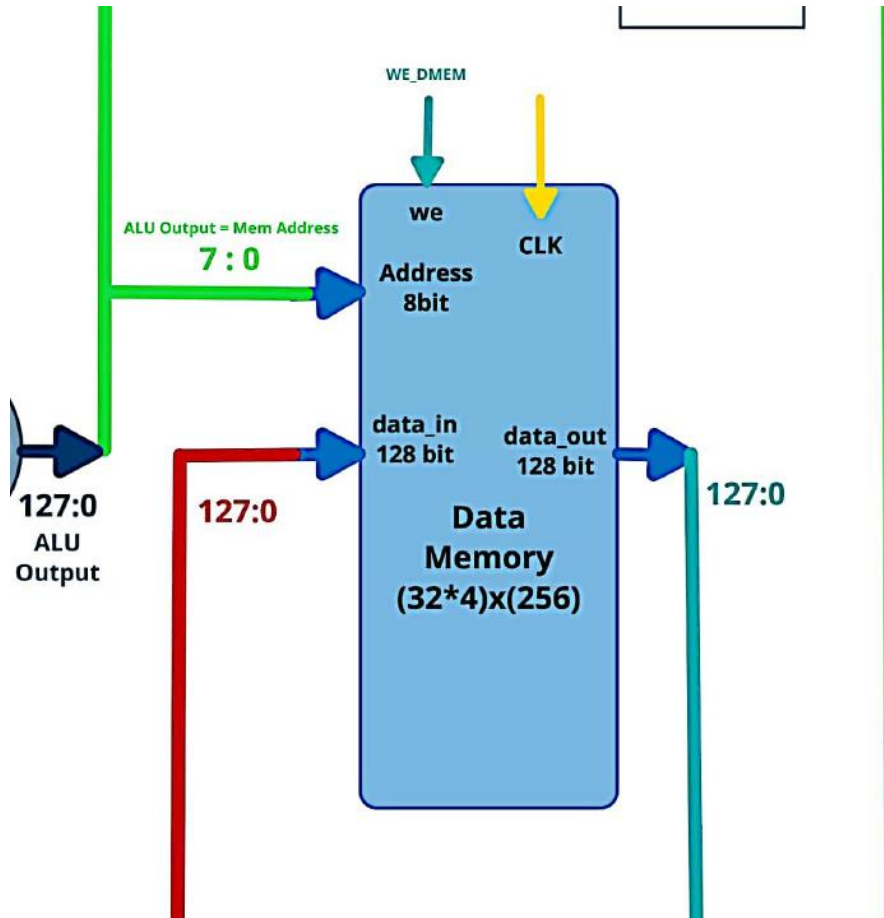 WE_DMEM
we
CLK
ALU Output = Mem Address
7 : 0
Address
8bit
data_in
128 bit
data_out
128 bit
127:0
ALU
Output
127:0
127:0
Data
Memory
(32*4)x(256)